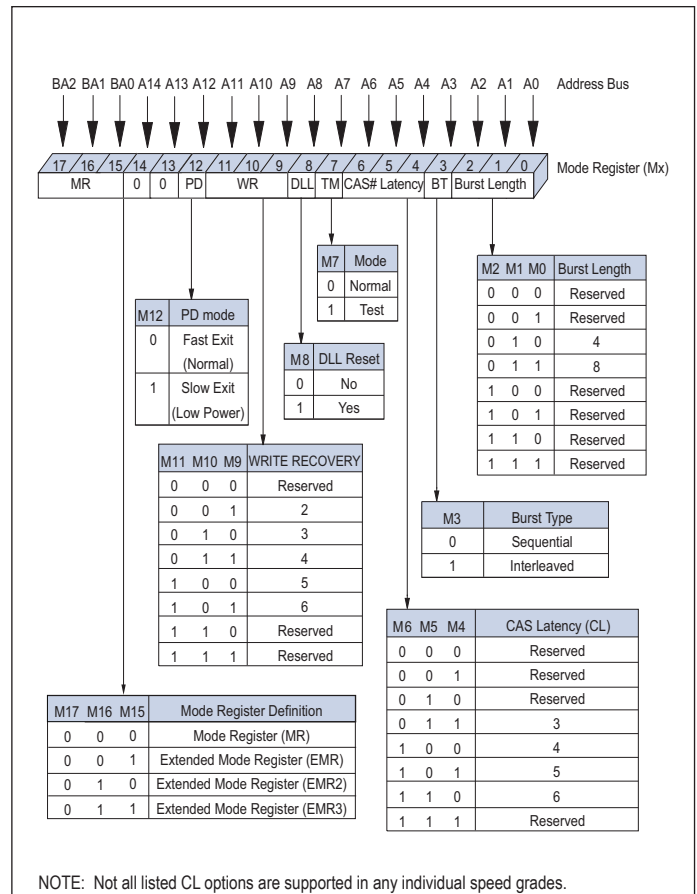 BA2 BA1 BA0 A14 A13 A12 A11 A10 A9 A8 A7 A6 A5 A4 A3 A2 A1 A0 Address Bus
17 16 15 14 13 12 11 10 9 8 7 6 5 4 3 2 1 0 Mode Register (Mx)
MR 0 0 PD WR DLL TM CAS# Latency BT Burst Length
M7 Mode
0 Normal
1 Test
M2 M1 M0 Burst Length
0 0 0 Reserved
0 0 1 Reserved
0 1 0 4
0 1 1 8
1 0 0 Reserved
1 0 1 Reserved
1 1 0 Reserved
1 1 1 Reserved
M12 PD mode
0 Fast Exit
(Normal)
1 Slow Exit
(Low Power)
M8 DLL Reset
0 No
1 Yes
M11 M10 M9 WRITE RECOVERY
0 0 0 Reserved
0 0 1 2
0 1 0 3
0 1 1 4
1 0 0 5
1 0 1 6
1 1 0 Reserved
1 1 1 Reserved
M3 Burst Type
0 Sequential
1 Interleaved
M6 M5 M4 CAS Latency (CL)
0 0 0 Reserved
0 0 1 Reserved
0 1 0 Reserved
0 1 1 3
1 0 0 4
1 0 1 5
1 1 0 6
1 1 1 Reserved
M17 M16 M15 Mode Register Definition
0 0 0 Mode Register (MR)
0 0 1 Extended Mode Register (EMR)
0 1 0 Extended Mode Register (EMR2)
0 1 1 Extended Mode Register (EMR3)
NOTE: Not all listed CL options are supported in any individual speed grades.